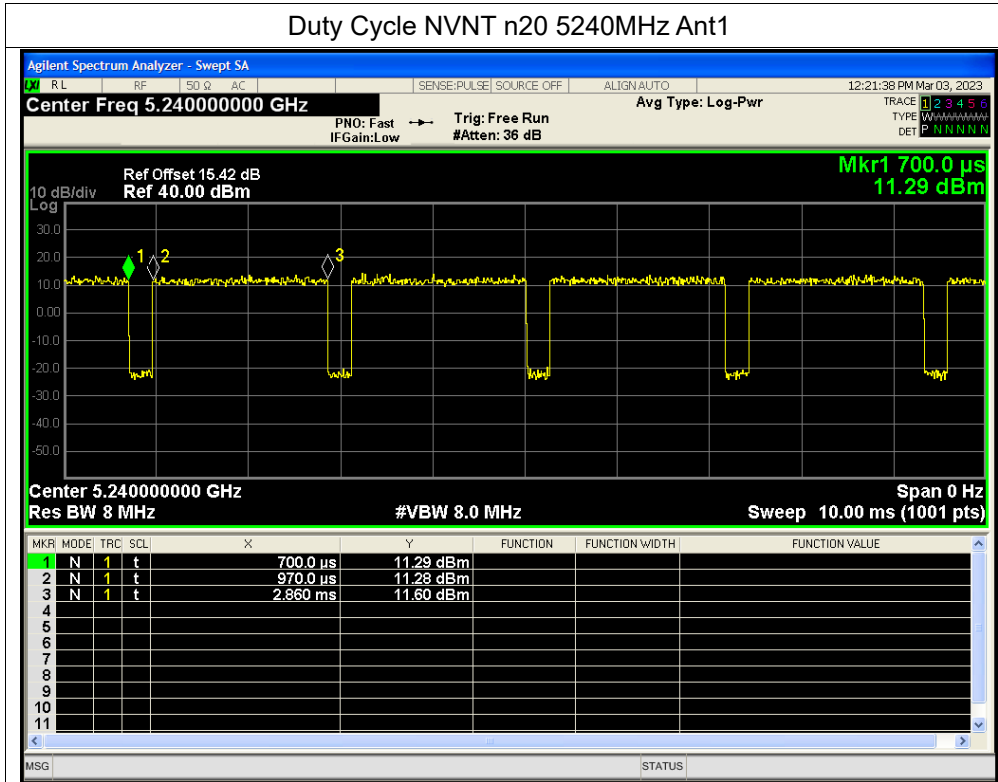 Duty Cycle NVNT n20 5240MHz Ant1
Agilent Spectrum Analyzer - Swept SA
LXI RL RF 50 Ω AC SENSE:PULSE SOURCE OFF ALIGN AUTO 12:21:38 PM Mar 03, 2023
Center Freq 5.240000000 GHz Avg Type: Log-Pwr TRACE 1 2 3 4 5 6
PNO: Fast Trig: Free Run TYPE WWWWWW
IFGain:Low #Atten: 36 dB DET P N N N N N
Mkr1 700.0 µs
Ref Offset 15.42 dB
10 dB/div Ref 40.00 dBm 11.29 dBm
Log
30.0
20.0
1 2 3
10.0
0.00
-10.0
-20.0
-30.0
-40.0
-50.0
Center 5.240000000 GHz Span 0 Hz
Res BW 8 MHz #VBW 8.0 MHz Sweep 10.00 ms (1001 pts)
MKR MODE TRC SCL X Y FUNCTION FUNCTION WIDTH FUNCTION VALUE
1 N 1 t 700.0 µs 11.29 dBm
2 N 1 t 970.0 µs 11.28 dBm
3 N 1 t 2.860 ms 11.60 dBm
4
5
6
7
8
9
10
11
MSG STATUS